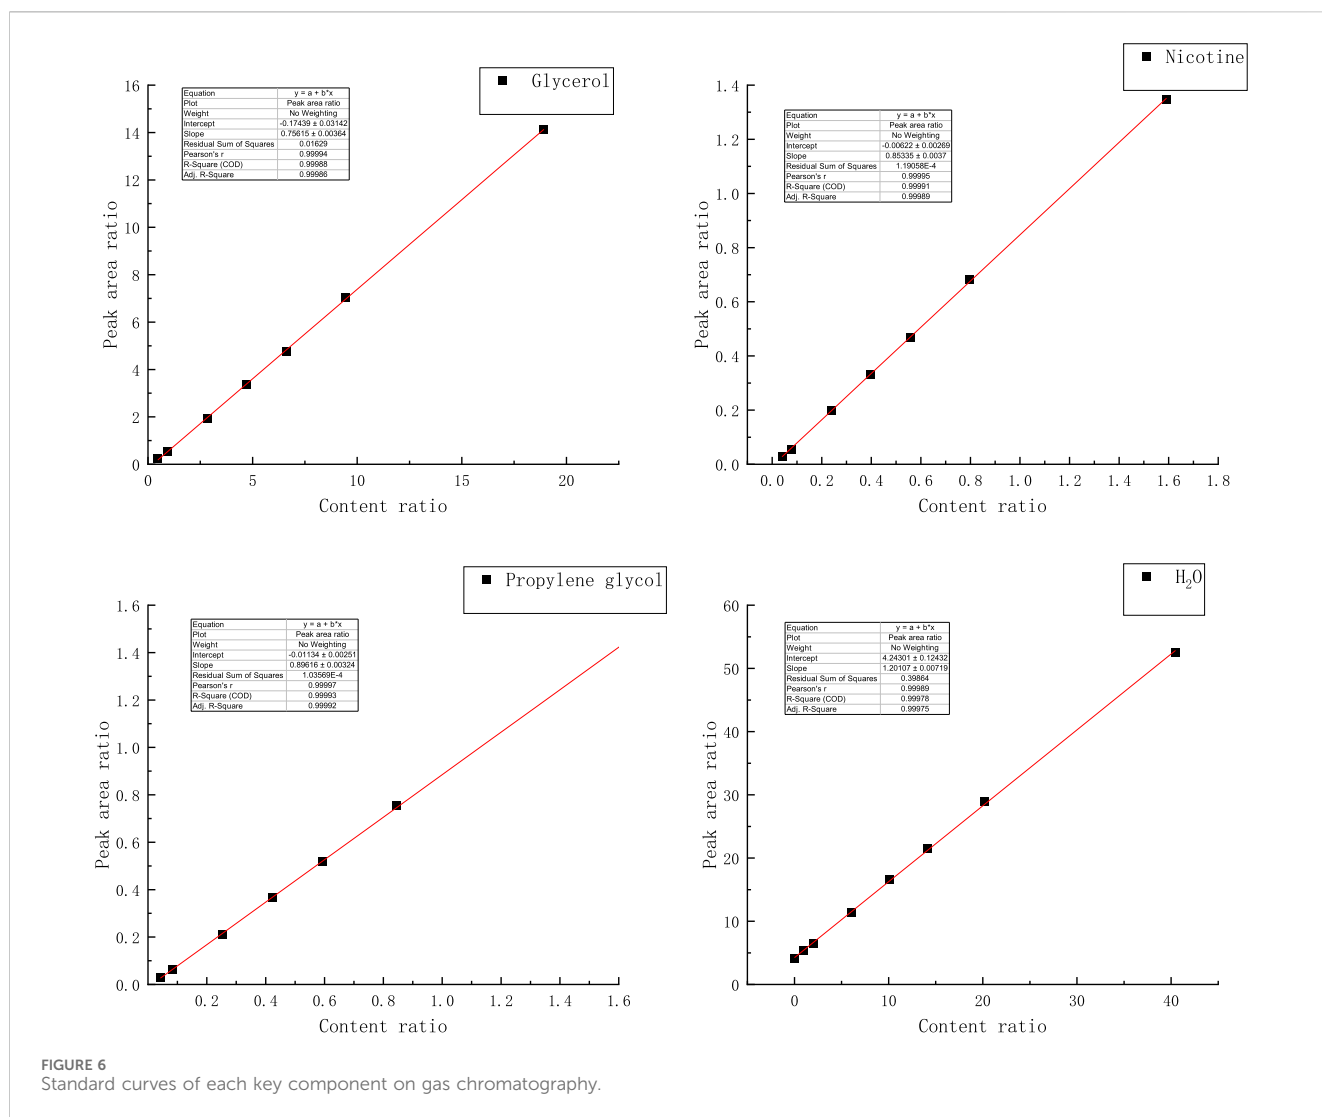 Glycerol
Equation y = a + b*x
Plot Peak area ratio
Weight No Weighting
Intercept -0.17439 ± 0.03142
Slope 0.75615 ± 0.00364
Residual Sum of Squares 0.01629
Pearson's r 0.99994
R-Square (COD) 0.99988
Adj. R-Square 0.99986
16
14
12
10
8
6
4
2
0
Peak area ratio
0 5 10 15 20
Content ratio
Nicotine
Equation y = a + b*x
Plot Peak area ratio
Weight No Weighting
Intercept -0.00622 ± 0.00269
Slope 0.85335 ± 0.0037
Residual Sum of Squares 1.19058E-4
Pearson's r 0.99995
R-Square (COD) 0.99991
Adj. R-Square 0.99989
1.4
1.2
1.0
0.8
0.6
0.4
0.2
0.0
Peak area ratio
0.0 0.2 0.4 0.6 0.8 1.0 1.2 1.4 1.6 1.8
Content ratio
Propylene glycol
Equation y = a + b*x
Plot Peak area ratio
Weight No Weighting
Intercept -0.01134 ± 0.00251
Slope 0.89616 ± 0.00324
Residual Sum of Squares 1.03569E-4
Pearson's r 0.99997
R-Square (COD) 0.99993
Adj. R-Square 0.99992
1.6
1.4
1.2
1.0
0.8
0.6
0.4
0.2
0.0
Peak area ratio
0.2 0.4 0.6 0.8 1.0 1.2 1.4 1.6
Content ratio
H₂O
Equation y = a + b*x
Plot Peak area ratio
Weight No Weighting
Intercept 4.24301 ± 0.12432
Slope 1.20107 ± 0.00719
Residual Sum of Squares 0.39864
Pearson's r 0.99989
R-Square (COD) 0.99978
Adj. R-Square 0.99975
60
50
40
30
20
10
0
Peak area ratio
0 10 20 30 40
Content ratio
FIGURE 6
Standard curves of each key component on gas chromatography.